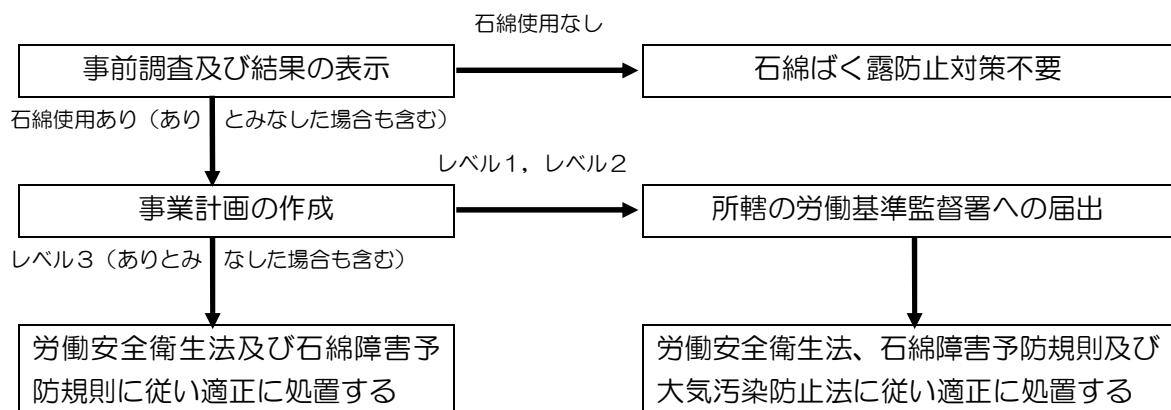 石綿使用なし
事前調査及び結果の表示
石綿ばく露防止対策不要
石綿使用あり（あり とみなした場合も含む）
レベル１，レベル２
事業計画の作成
所轄の労働基準監督署への届出
レベル３（ありとみ なした場合も含む）
労働安全衛生法及び石綿障害予
防規則に従い適正に処置する
労働安全衛生法、石綿障害予防規則及び
大気汚染防止法に従い適正に処置する